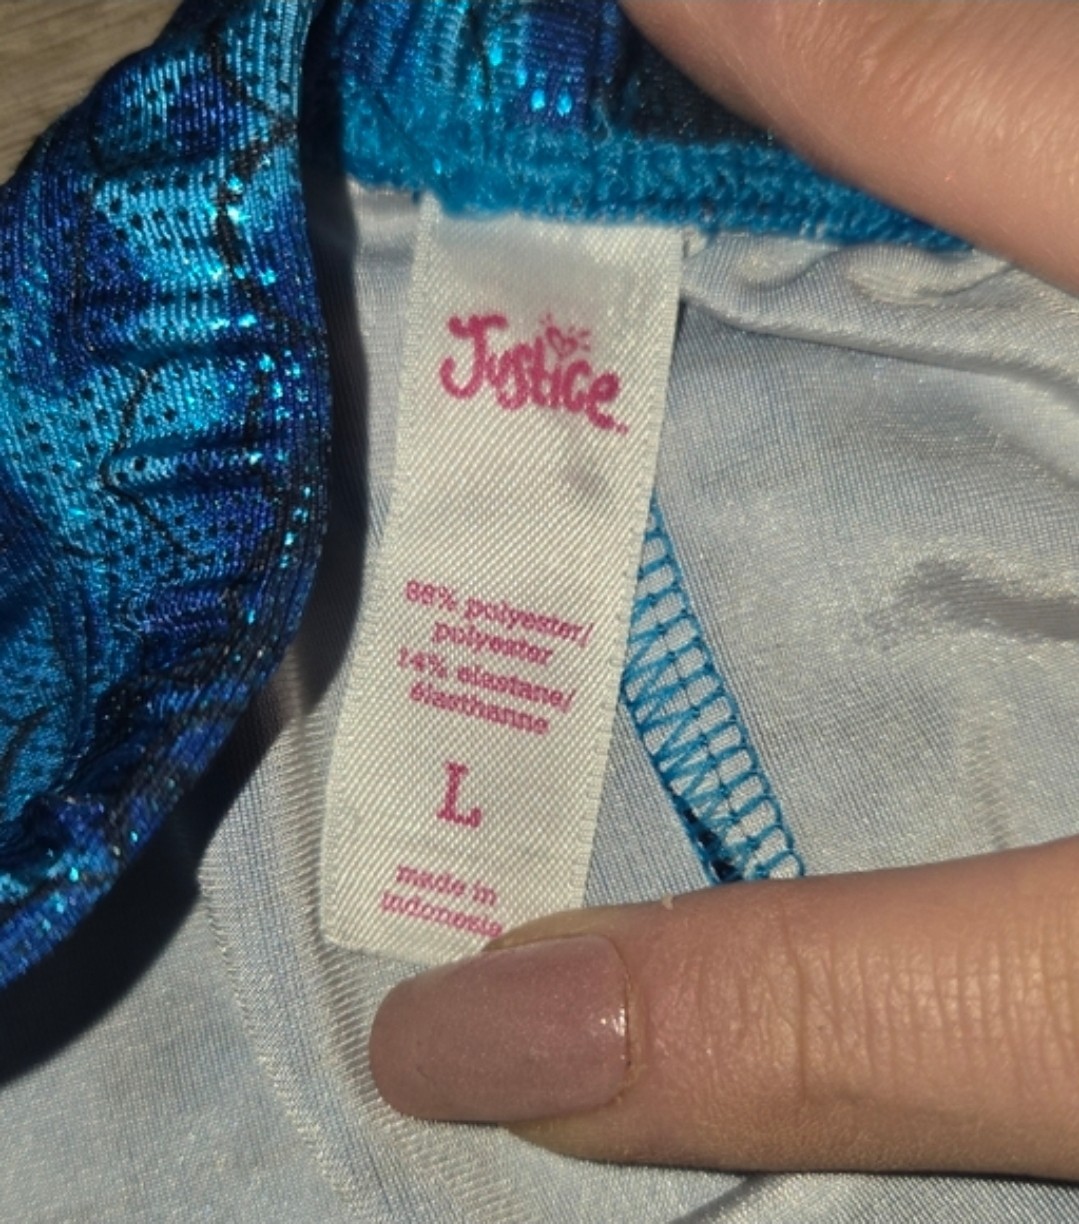 Justice
86% polyester/
polyester
14% elastane/
élasthanne
L
made in
indonesia